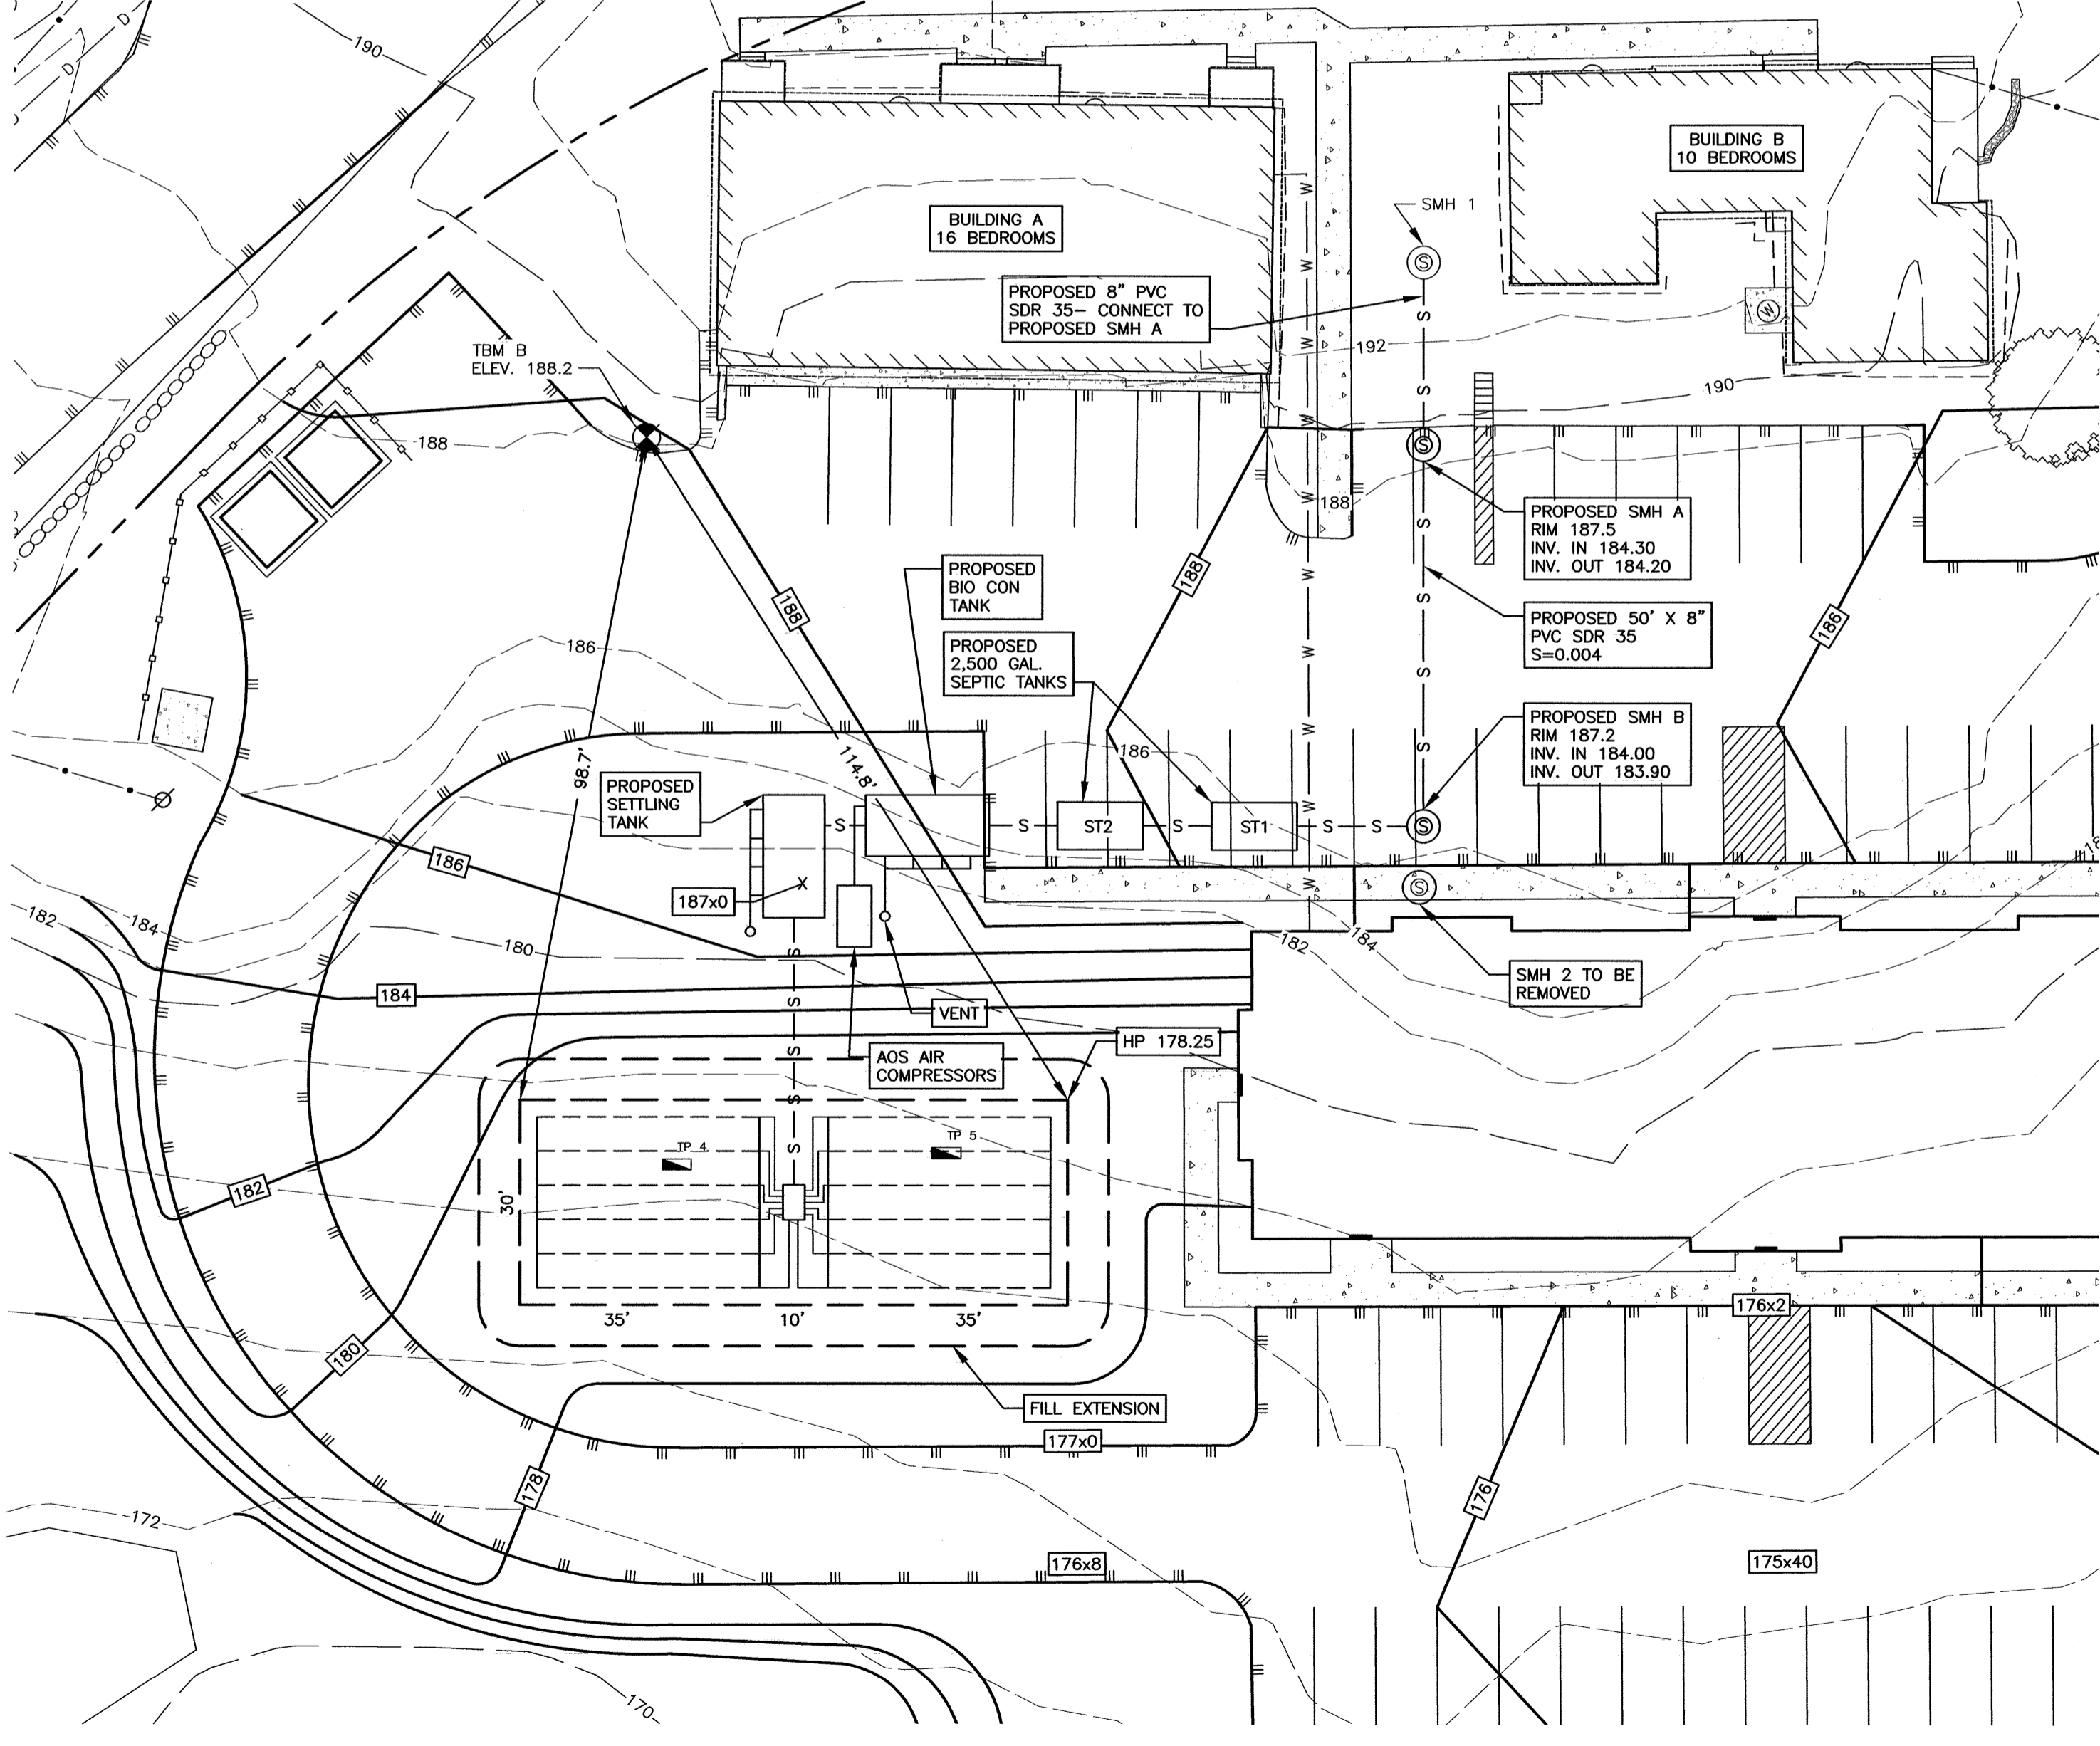 190
D
D
BUILDING B
10 BEDROOMS
BUILDING A
16 BEDROOMS
SMH 1
PROPOSED 8" PVC
SDR 35– CONNECT TO
PROPOSED SMH A
W
S
192
TBM B
ELEV. 188.2
190
188
188
PROPOSED SMH A
RIM 187.5
INV. IN 184.30
INV. OUT 184.20
PROPOSED
BIO CON
TANK
188
188
PROPOSED 50' X 8"
PVC SDR 35
S=0.004
186
186
PROPOSED
2,500 GAL.
SEPTIC TANKS
PROPOSED SMH B
RIM 187.2
INV. IN 184.00
INV. OUT 183.90
186
98.7'
114.8'
PROPOSED
SETTLING
TANK
S
S
ST2
S
ST1
S
S
S
186
187x0
X
S
182
184
180
182
184
184
SMH 2 TO BE
REMOVED
VENT
HP 178.25
AOS AIR
COMPRESSORS
TP 4
TP 5
182
30'
35'
10'
35'
176x2
180
FILL EXTENSION
177x0
178
176
172
176x8
175x40
170